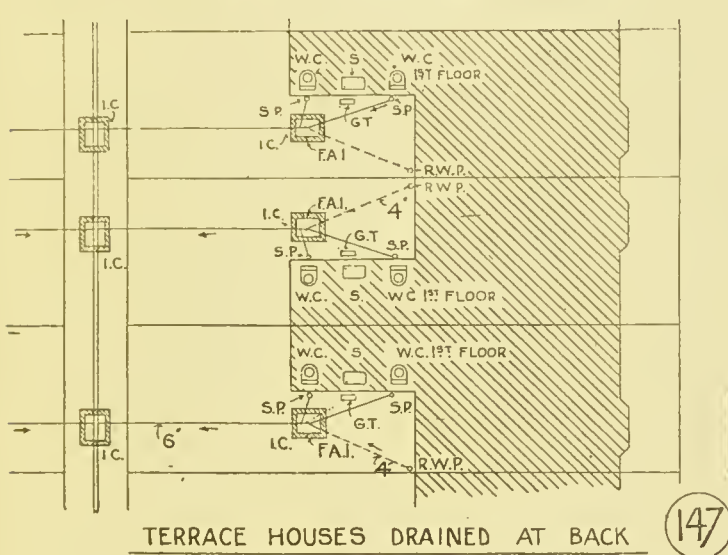 W.C. S. W.C
1ST FLOOR
I.C
S.P. G.T S.P.
I.C. F.A.I
R.W.P.
R W P.
I.C. F.A.I. 4"
S.P. G.T S.P.
I.C.
W.C. S. W C 1ST FLOOR
W.C. S W.C. 1ST FLOOR
S.P. G.T. S.P.
6" I.C. F.A.I. 4" R.W.P.
I.C.
TERRACE HOUSES DRAINED AT BACK 147